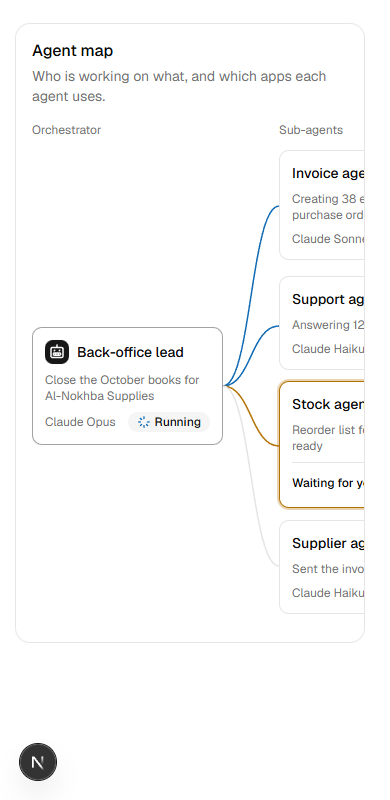 Agent map
Who is working on what, and which apps each
agent uses.
Orchestrator
Sub-agents
Invoice age
Creating 38 e
purchase ord
Claude Sonne
Support ag
Answering 12
Claude Haiku
Back-office lead
Close the October books for
Al-Nokhba Supplies
Claude Opus
Running
Stock agen
Reorder list fo
ready
Waiting for yo
Supplier ag
Sent the invo
Claude Haiku
N